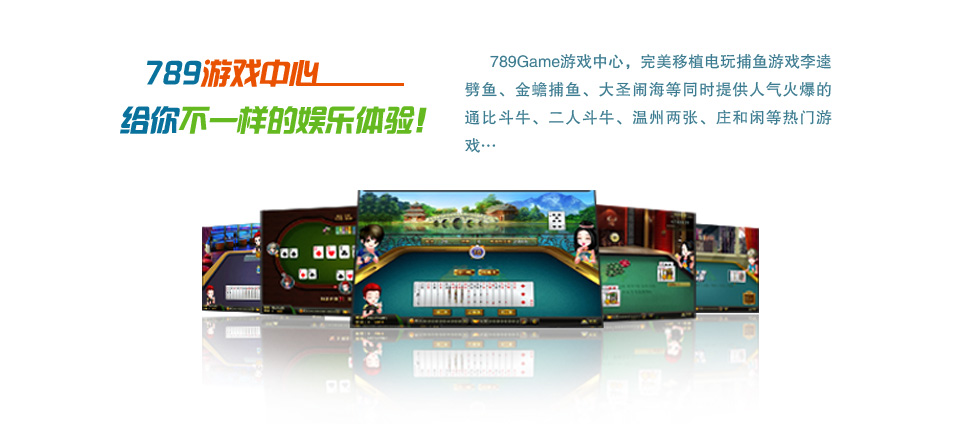 789游戏中心
给你不一样的娱乐体验！
789Game游戏中心，完美移植电玩捕鱼游戏李逵
劈鱼、金蟾捕鱼、大圣闹海等同时提供人气火爆的
通比斗牛、二人斗牛、温州两张、庄和闲等热门游
戏…